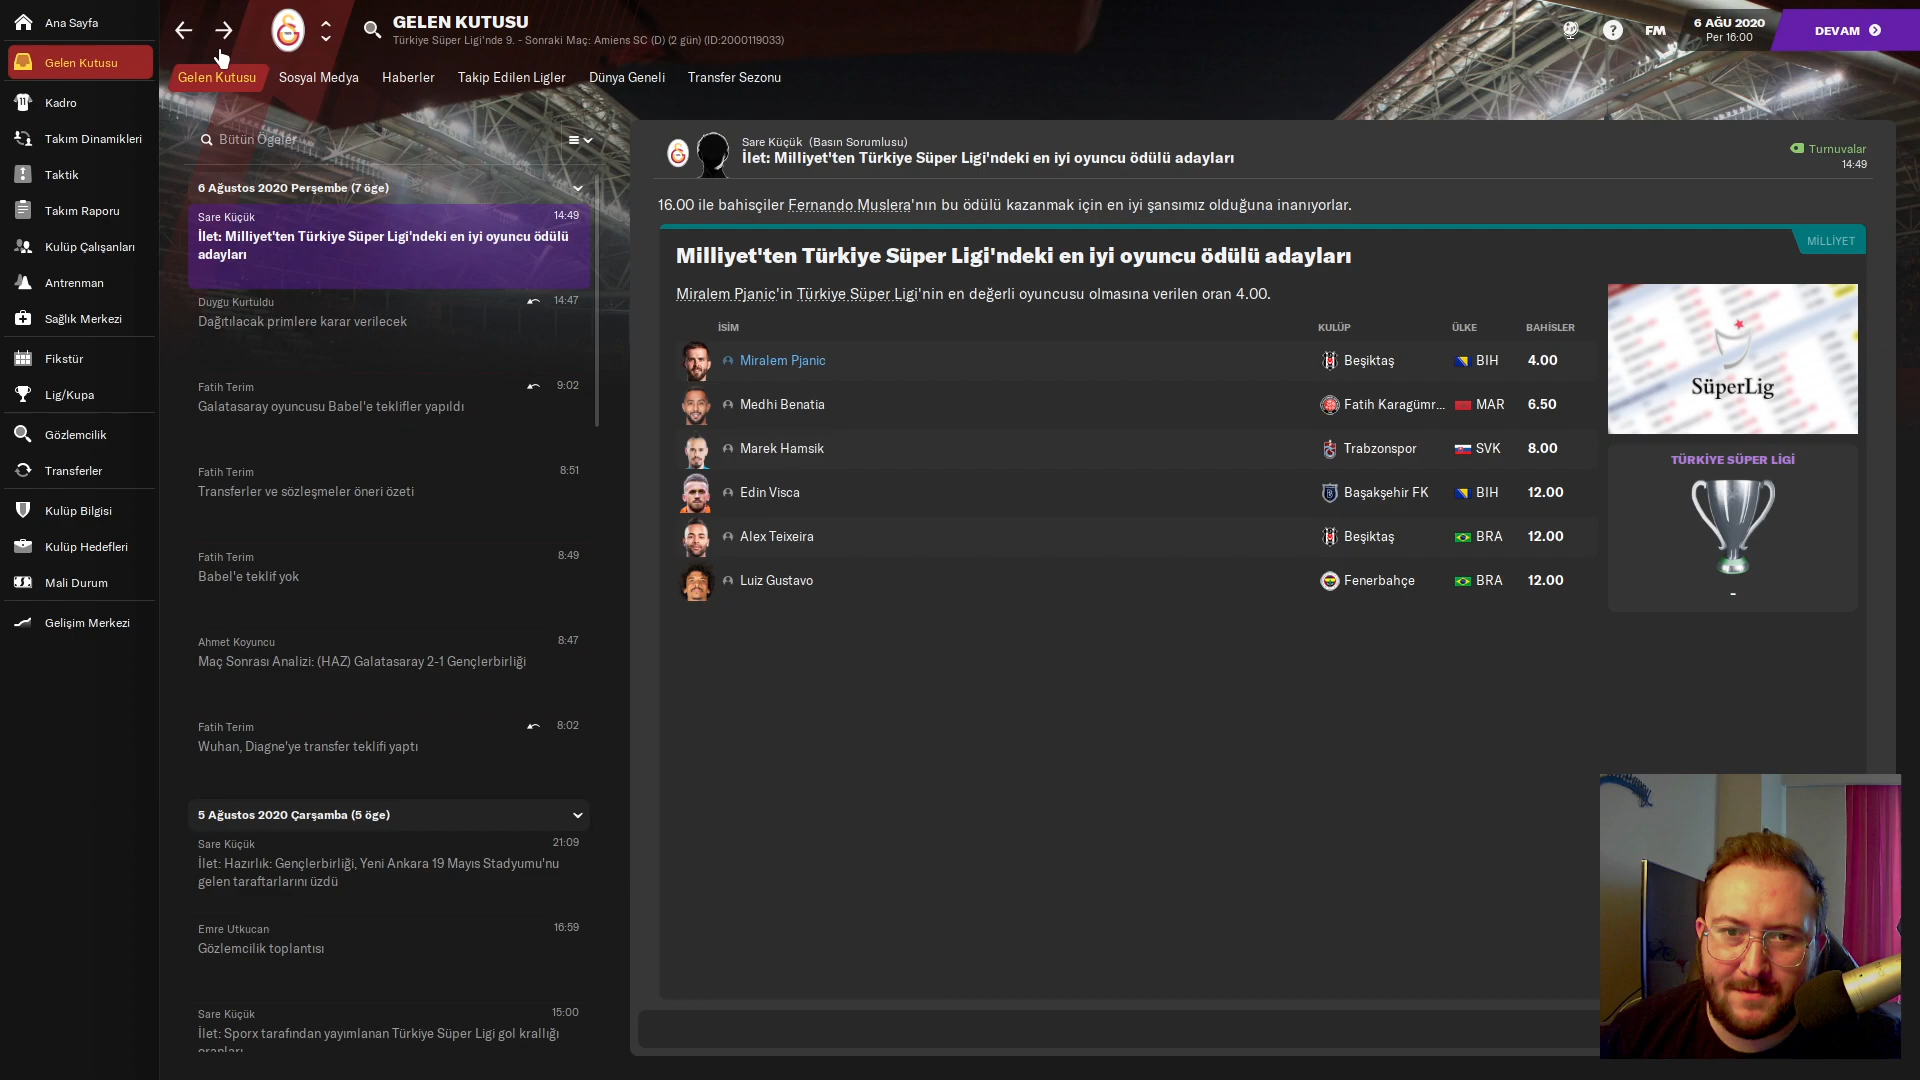 Ana Sayfa
Gelen Kutusu
Kadro
Takım Dinamikleri
Taktik
Takım Raporu
Kulüp Çalışanları
Antrenman
Sağlık Merkezi
Fikstür
Lig/Kupa
Gözlemcilik
Transferler
Kulüp Bilgisi
Kulüp Hedefleri
Mali Durum
Gelişim Merkezi
GELEN KUTUSU
Türkiye Süper Ligi'nde 9. - Sonraki Maç: Amiens SC (D) (2 gün) (ID:2000119033)
FM
6 AĞU 2020
Per 16:00
DEVAM
Gelen Kutusu Sosyal Medya Haberler Takip Edilen Ligler Dünya Geneli Transfer Sezonu
Bütün Ögeler
6 Ağustos 2020 Perşembe (7 öge)
Sare Küçük 14:49
İlet: Milliyet'ten Türkiye Süper Ligi'ndeki en iyi oyuncu ödülü
adayları
Duygu Kurtuldu 14:47
Dağıtılacak primlere karar verilecek
Fatih Terim 9:02
Galatasaray oyuncusu Babel'e teklifler yapıldı
Fatih Terim 8:51
Transferler ve sözleşmeler öneri özeti
Fatih Terim 8:49
Babel'e teklif yok
Ahmet Koyuncu 8:47
Maç Sonrası Analizi: (HAZ) Galatasaray 2-1 Gençlerbirliği
Fatih Terim 8:02
Wuhan, Diagne'ye transfer teklifi yaptı
5 Ağustos 2020 Çarşamba (5 öge)
Sare Küçük 21:09
İlet: Hazırlık: Gençlerbirliği, Yeni Ankara 19 Mayıs Stadyumu'nu
gelen taraftarlarını üzdü
Emre Utkucan 16:59
Gözlemcilik toplantısı
Sare Küçük 15:00
İlet: Sporx tarafından yayımlanan Türkiye Süper Ligi gol krallığı
oranları
Sare Küçük (Basın Sorumlusu)
İlet: Milliyet'ten Türkiye Süper Ligi'ndeki en iyi oyuncu ödülü adayları
Turnuvalar
14:49
16.00 ile bahisçiler Fernando Muslera'nın bu ödülü kazanmak için en iyi şansımız olduğuna inanıyorlar.
MİLLİYET
Milliyet'ten Türkiye Süper Ligi'ndeki en iyi oyuncu ödülü adayları
Miralem Pjanic'in Türkiye Süper Ligi'nin en değerli oyuncusu olmasına verilen oran 4.00.
İSİM KULÜP ÜLKE BAHİSLER
Miralem Pjanic Beşiktaş BIH 4.00
Medhi Benatia Fatih Karagümr... MAR 6.50
Marek Hamsik Trabzonspor SVK 8.00
Edin Visca Başakşehir FK BIH 12.00
Alex Teixeira Beşiktaş BRA 12.00
Luiz Gustavo Fenerbahçe BRA 12.00
SüperLig
TÜRKİYE SÜPER LİGİ
-